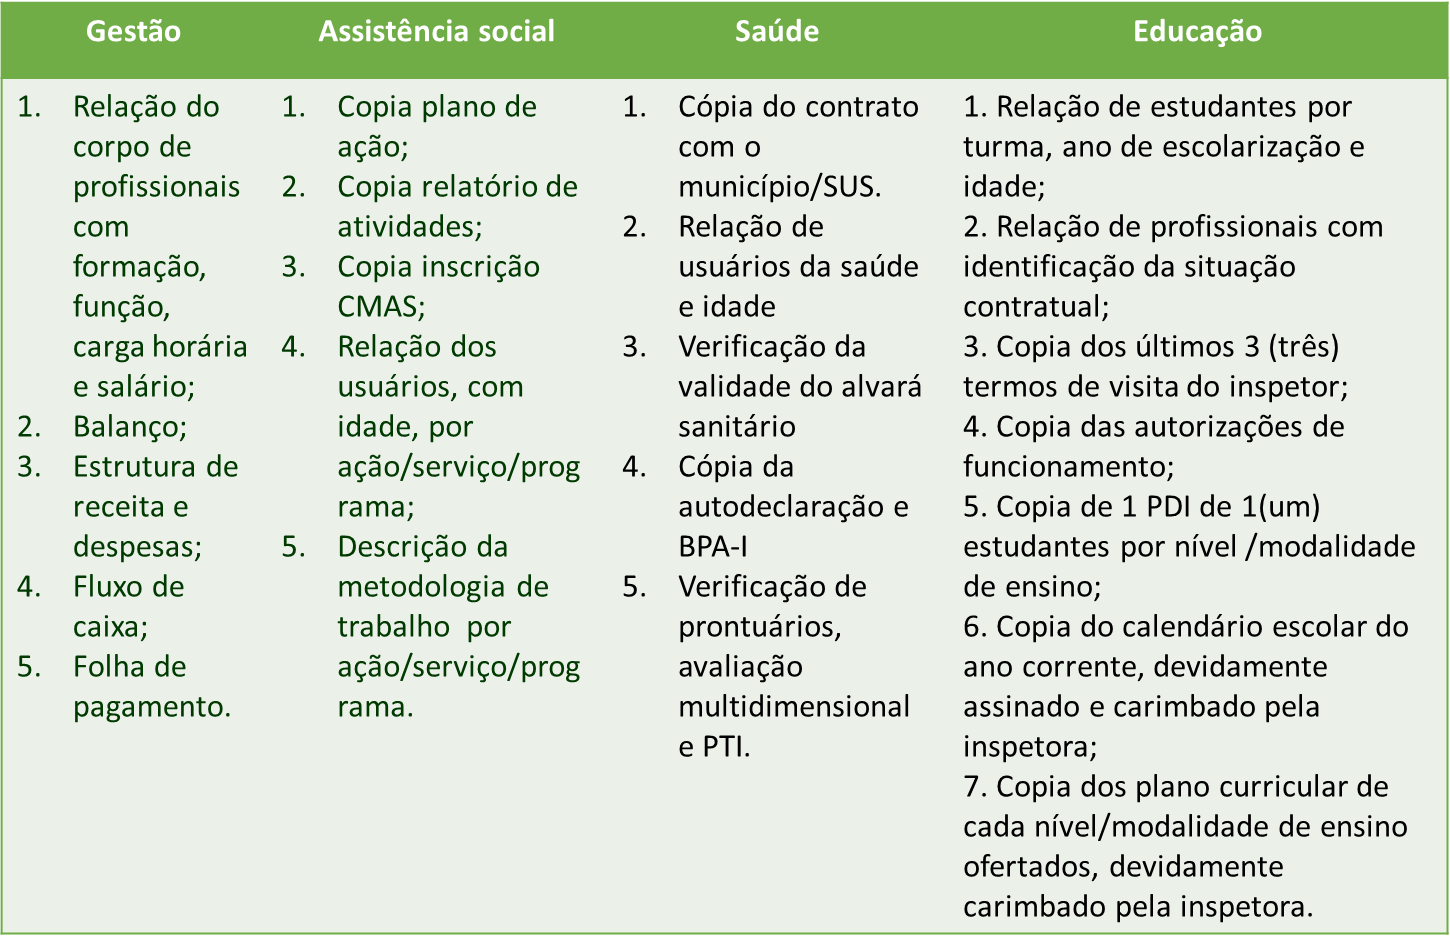 Gestão
Assistência social
Saúde
Educação
1. Relação do
corpo de
profissionais
com
formação,
função,
carga horária
e salário;
2. Balanço;
3. Estrutura de
receita e
despesas;
4. Fluxo de
caixa;
5. Folha de
pagamento.
1. Copia plano de
ação;
2. Copia relatório de
atividades;
3. Copia inscrição
CMAS;
4. Relação dos
usuários, com
idade, por
ação/serviço/prog
rama;
5. Descrição da
metodologia de
trabalho por
ação/serviço/prog
rama.
1. Cópia do contrato
com o
município/SUS.
2. Relação de
usuários da saúde
e idade
3. Verificação da
validade do alvará
sanitário
4. Cópia da
autodeclaração e
BPA-I
5. Verificação de
prontuários,
avaliação
multidimensional
e PTI.
1. Relação de estudantes por
turma, ano de escolarização e
idade;
2. Relação de profissionais com
identificação da situação
contratual;
3. Copia dos últimos 3 (três)
termos de visita do inspetor;
4. Copia das autorizações de
funcionamento;
5. Copia de 1 PDI de 1(um)
estudantes por nível /modalidade
de ensino;
6. Copia do calendário escolar do
ano corrente, devidamente
assinado e carimbado pela
inspetora;
7. Copia dos plano curricular de
cada nível/modalidade de ensino
ofertados, devidamente
carimbado pela inspetora.